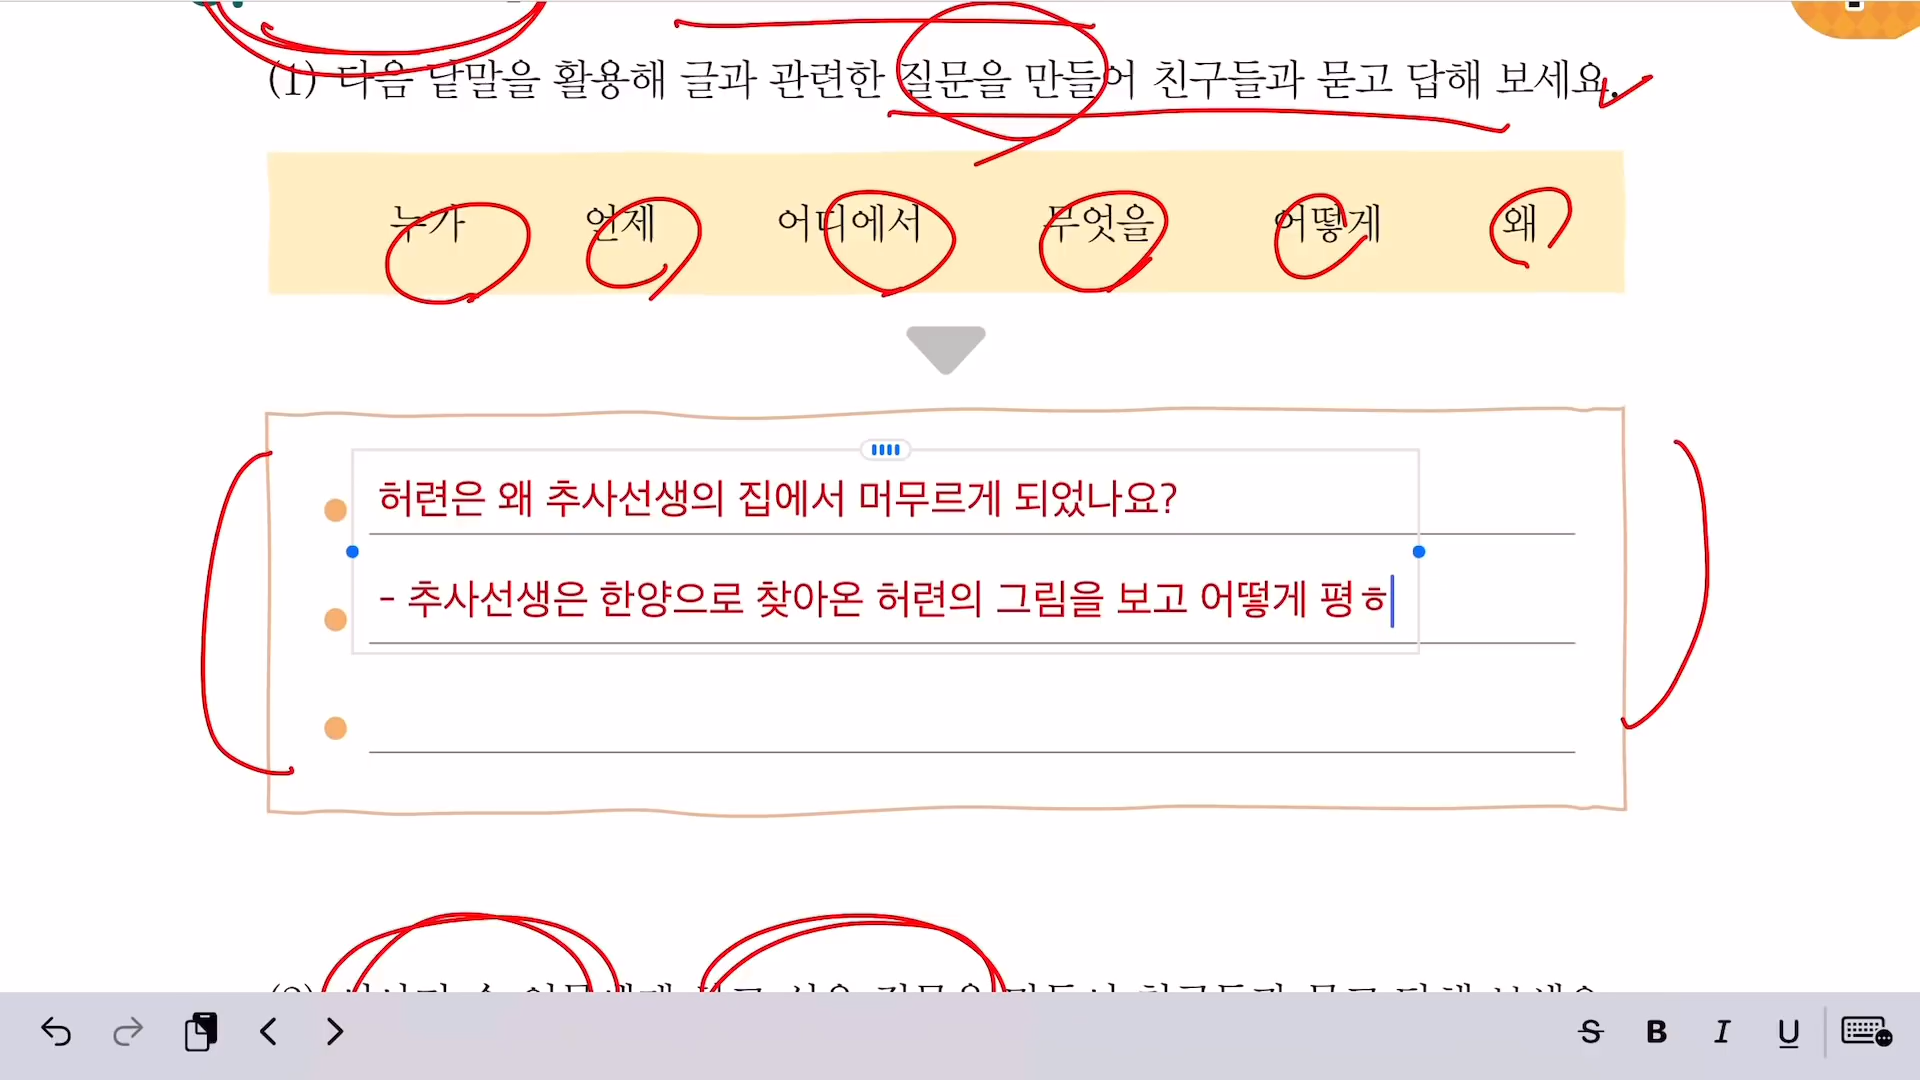 (1) 다음 낱말을 활용해 글과 관련한 질문을 만들어 친구들과 묻고 답해 보세요.
누가 언제 어디에서 무엇을 어떻게 왜
허련은 왜 추사선생의 집에서 머무르게 되었나요?
- 추사선생은 한양으로 찾아온 허련의 그림을 보고 어떻게 평ㅎ
S B I U